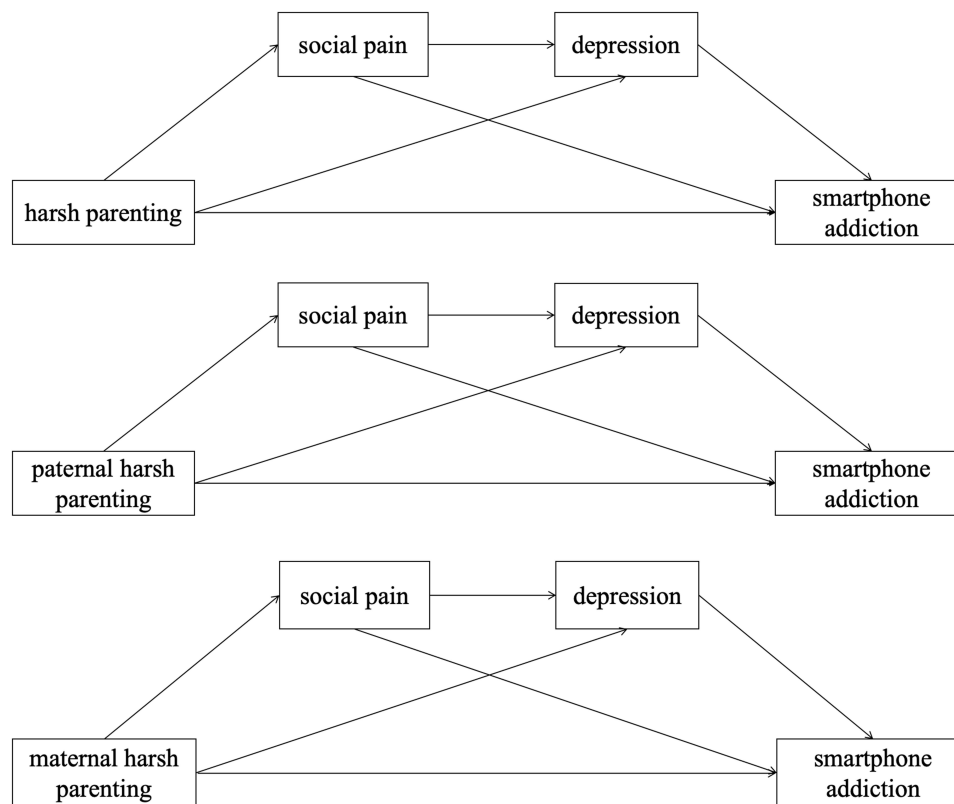 social pain
depression
harsh parenting
smartphone
addiction
social pain
depression
paternal harsh
parenting
smartphone
addiction
social pain
depression
maternal harsh
parenting
smartphone
addiction